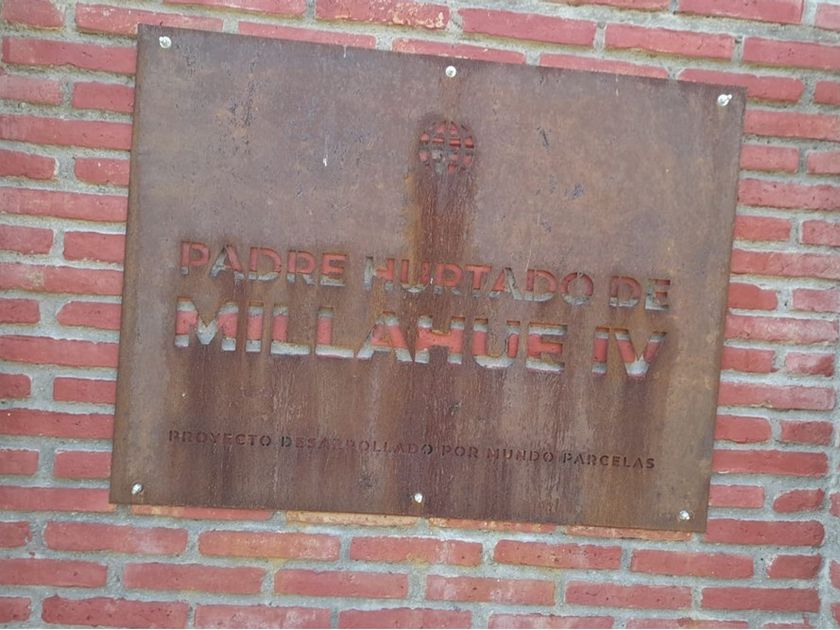 PADRE HURTADO DE
MILLAHUE IV
PROYECTO DESARROLLADO POR MUNDO PARCELAS